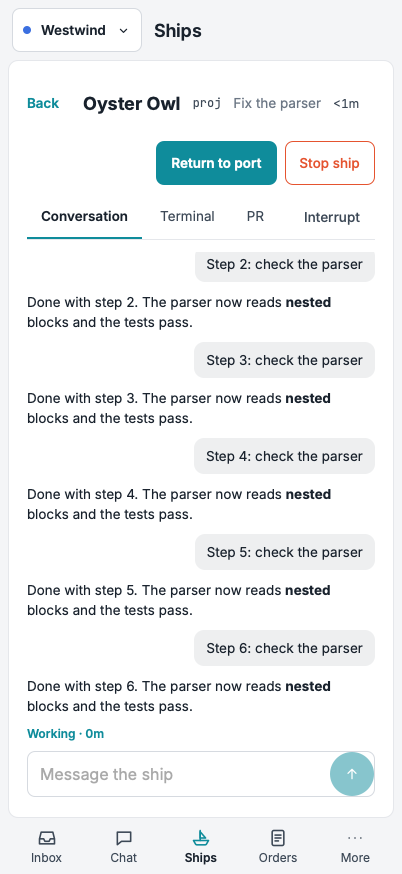 Westwind
Ships
Back
Oyster Owl
proj
Fix the parser
<1m
Return to port
Stop ship
Conversation
Terminal
PR
Interrupt
Step 2: check the parser
Done with step 2. The parser now reads nested
blocks and the tests pass.
Step 3: check the parser
Done with step 3. The parser now reads nested
blocks and the tests pass.
Step 4: check the parser
Done with step 4. The parser now reads nested
blocks and the tests pass.
Step 5: check the parser
Done with step 5. The parser now reads nested
blocks and the tests pass.
Step 6: check the parser
Done with step 6. The parser now reads nested
blocks and the tests pass.
Working · 0m
Message the ship
Inbox
Chat
Ships
Orders
More